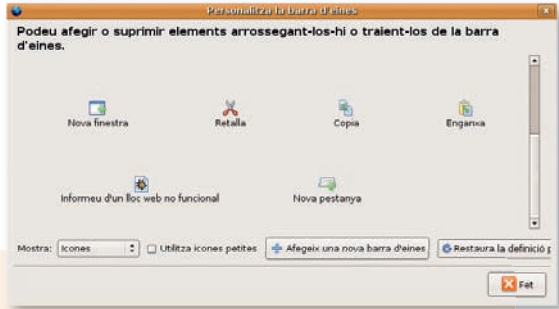 Personalitza la barra d'eines
Podeu afegir o suprimir elements arrossegant-los-hi o traient-los de la barra
d'eines.
Nova finestra
Retalla
Copia
Enganxa
Informeu d'un lloc web no funcional
Nova pestanya
Mostra: Icones Utilitza icones petites Afegeix una nova barra d'eines Restaura la definició p
Fet